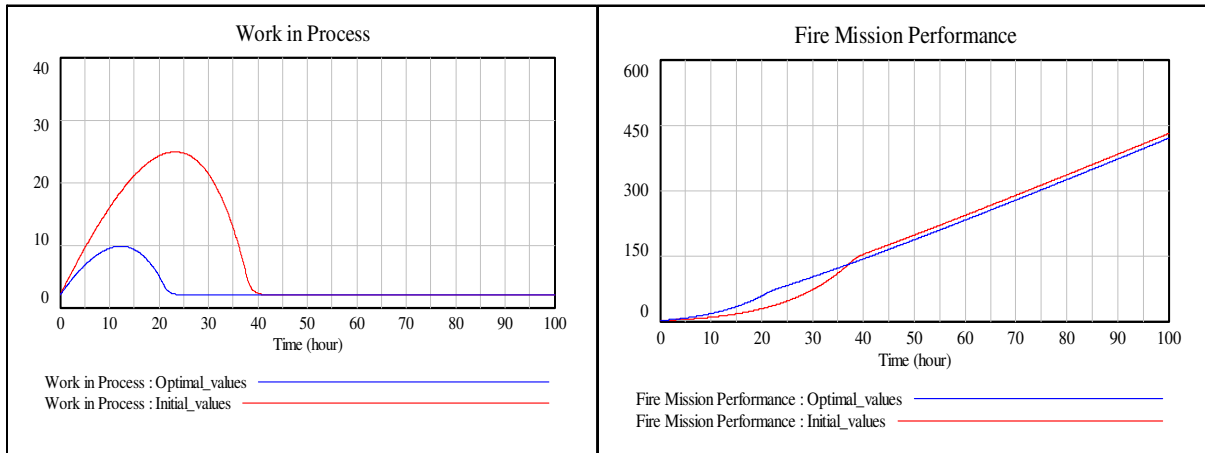 Work in Process
40
30
20
10
0
0 10 20 30 40 50 60 70 80 90 100
Time (hour)
Work in Process : Optimal_values
Work in Process : Initial_values
Fire Mission Performance
600
450
300
150
0
0 10 20 30 40 50 60 70 80 90 100
Time (hour)
Fire Mission Performance : Optimal_values
Fire Mission Performance : Initial_values